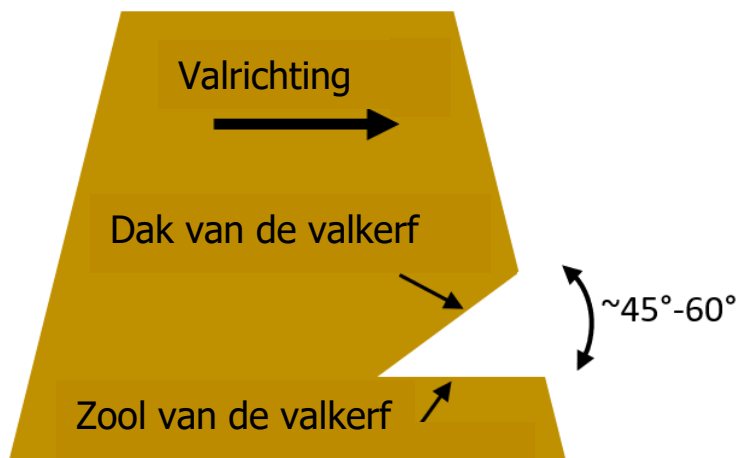 Valrichting
Dak van de valkerf
~45°-60°
Zool van de valkerf